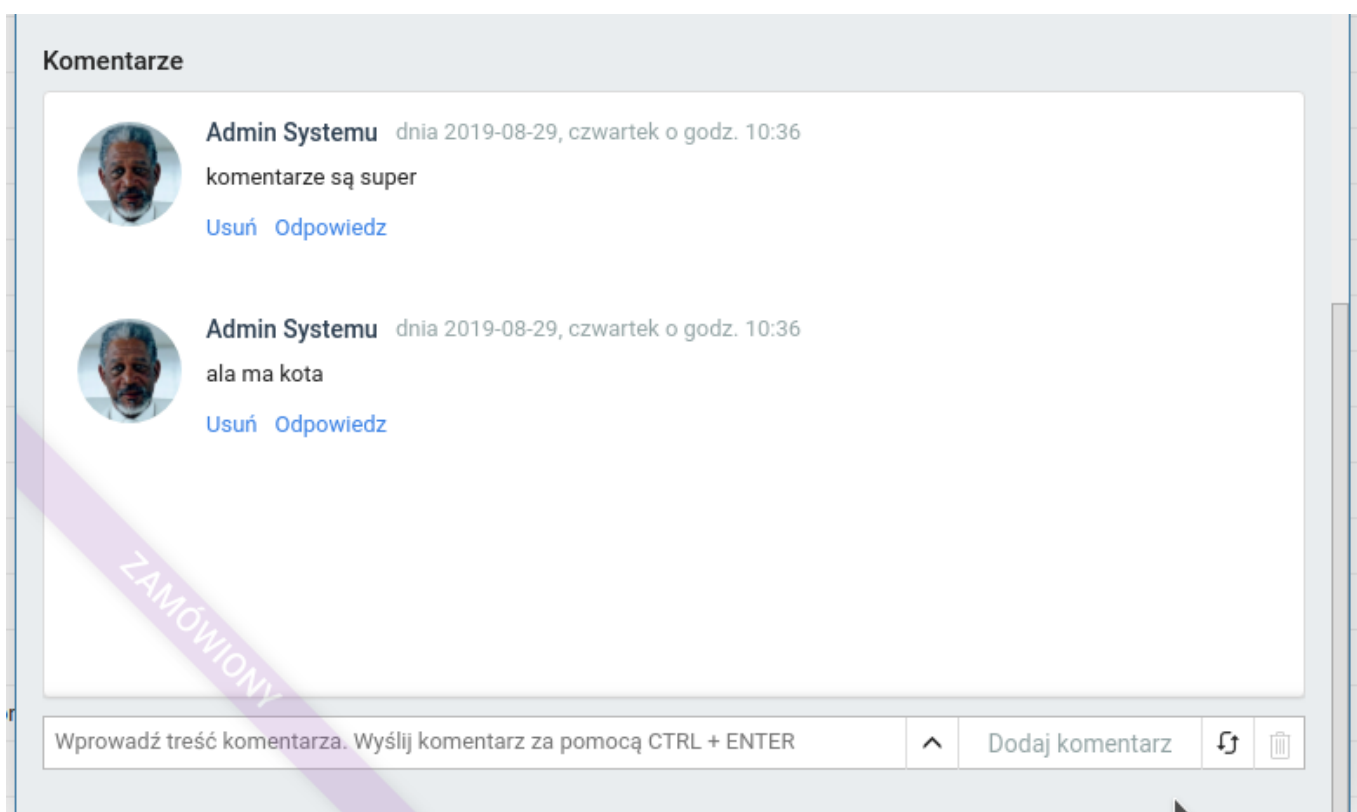 Komentarze
Admin Systemu dnia 2019-08-29, czwartek o godz. 10:36
komentarze są super
Usuń Odpowiedz
Admin Systemu dnia 2019-08-29, czwartek o godz. 10:36
ala ma kota
Usuń Odpowiedz
ZAMÓWIONY
Wprowadź treść komentarza. Wyślij komentarz za pomocą CTRL + ENTER
Dodaj komentarz